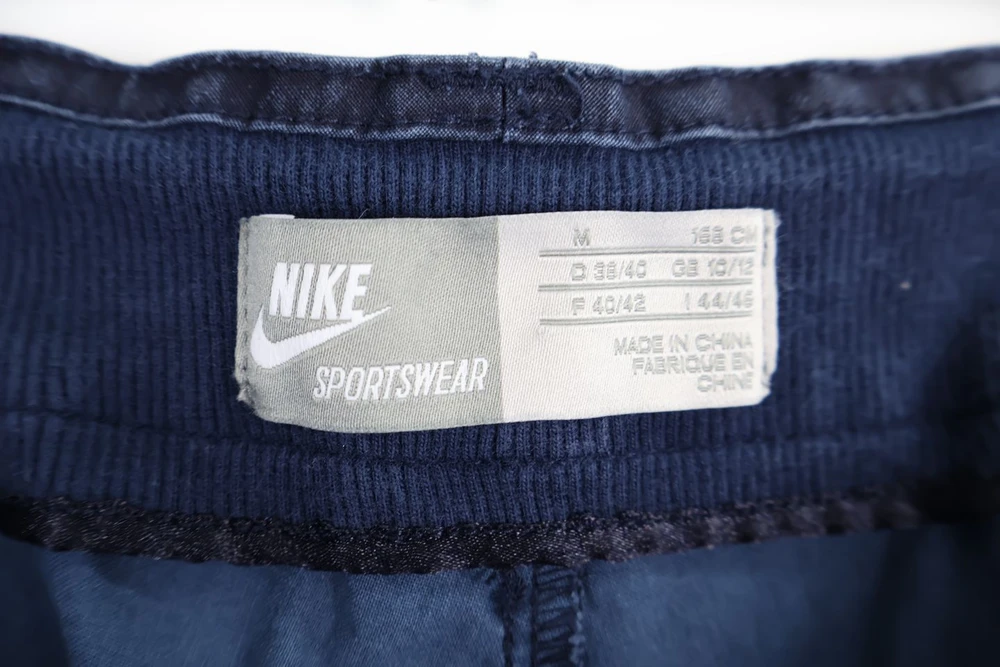 NIKE
SPORTSWEAR
M 168 CM
D 38/40 GB 10/12
F 40/42 I 44/46
MADE IN CHINA
FABRIQUE EN
CHINE